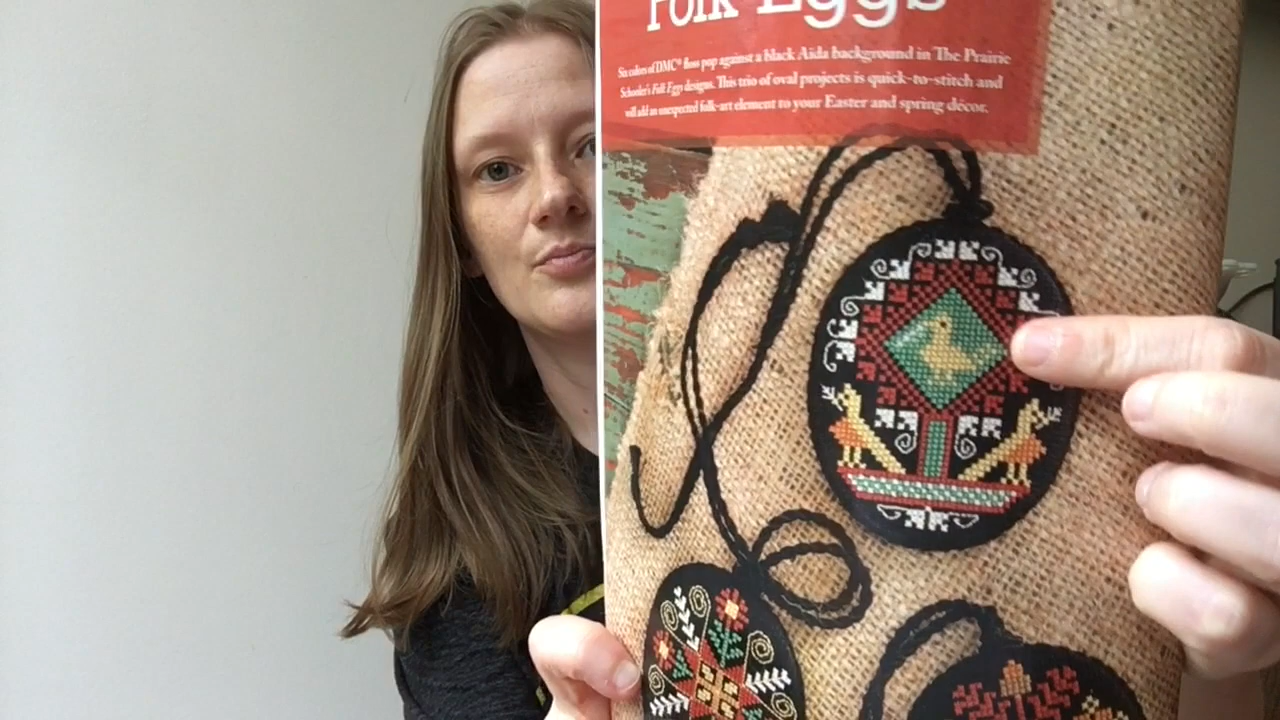 Folk Eggs
Six colors of DMC® floss pop against a black Aida background in The Prairie
Schooler's Folk Eggs designs. This trio of oval projects is quick-to-stitch and
will add an unexpected folk-art element to your Easter and spring décor.